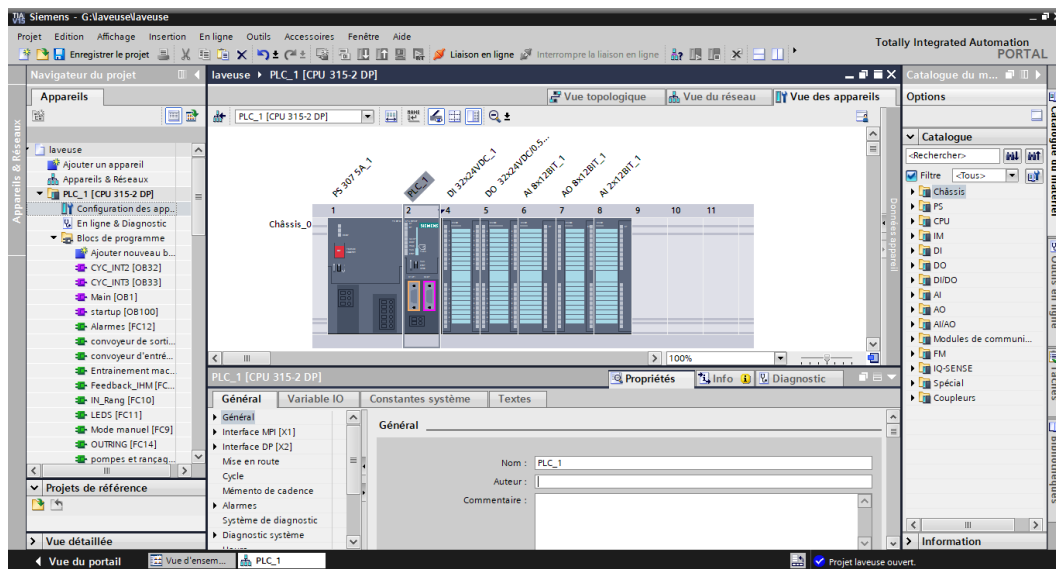 Siemens - G:\laveuse\laveuse
Projet Edition Affichage Insertion En ligne Outils Accessoires Fenêtre Aide
Totally Integrated Automation
PORTAL
Enregistrer le projet
Liaison en ligne
Interrompre la liaison en ligne
Navigateur du projet
laveuse
PLC_1 [CPU 315-2 DP]
Catalogue du m...
Appareils
Vue topologique
Vue du réseau
Vue des appareils
Options
PLC_1 [CPU 315-2 DP]
Appareils & Réseaux
laveuse
Ajouter un appareil
Appareils & Réseaux
PLC_1 [CPU 315-2 DP]
Configuration des app...
En ligne & Diagnostic
Blocs de programme
Ajouter nouveau b...
CYC_INT2 [OB32]
CYC_INT3 [OB33]
Main [OB1]
startup [OB100]
Alarmes [FC12]
convoyeur de sorti...
convoyeur d'entré...
Entrainement mac...
Feedback_IHM [FC...
IN_Rang [FC10]
LEDS [FC11]
Mode manuel [FC9]
OUTRING [FC14]
pompes et rançaq...
Projets de référence
Vue détaillée
PS 307 5A_1
PLC_1
DI 32x24VDC_1
DO 32x24VDC/0.5...
AI 8x12BIT_1
AO 8x12BIT_1
AI 2x12BIT_1
1 2 4 5 6 7 8 9 10 11
Châssis_0
SIEMENS
Données appareil
100%
PLC_1 [CPU 315-2 DP]
Propriétés
Info
Diagnostic
Général
Variable IO
Constantes système
Textes
Général
Interface MPI [X1]
Interface DP [X2]
Mise en route
Cycle
Mémento de cadence
Alarmes
Système de diagnostic
Diagnostic système
Général
Nom :
PLC_1
Auteur :
Commentaire :
Catalogue
<Rechercher>
Filtre
<Tous>
Châssis
PS
CPU
IM
DI
DO
DI/DO
AI
AO
AI/AO
Modules de communi...
FM
IQ-SENSE
Spécial
Coupleurs
Information
Outils en ligne
Vue du portail
Vue d'ensem...
PLC_1
Projet laveuse ouvert.